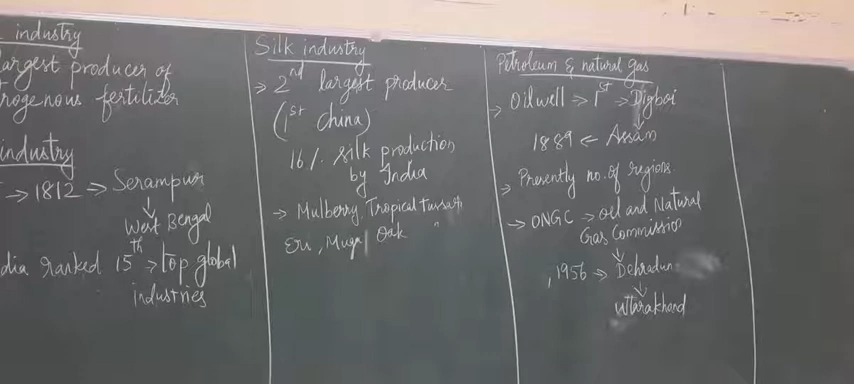 industry
largest producer of
rogenous fertilizer
industry
→ 1812 ⇒ Serampur
↓
West Bengal
dia ranked 15th ⇒ top global
industries
Silk industry
⇒ 2nd largest producer
(1st China)
16%. silk production
by India
→ Mulberry, Tropical Tussah
Eri, Muga Oak "
Petroleum & natural gas
→ Oilwell ⇒ 1st ⇒ Digboi
↓
1889 ⇐ Assam
→ Presently no. of regions.
→ ONGC ⇒ Oil and Natural
Gas Commission
↓
, 1956 ⇒ Dehradun
↓
Uttarakhand